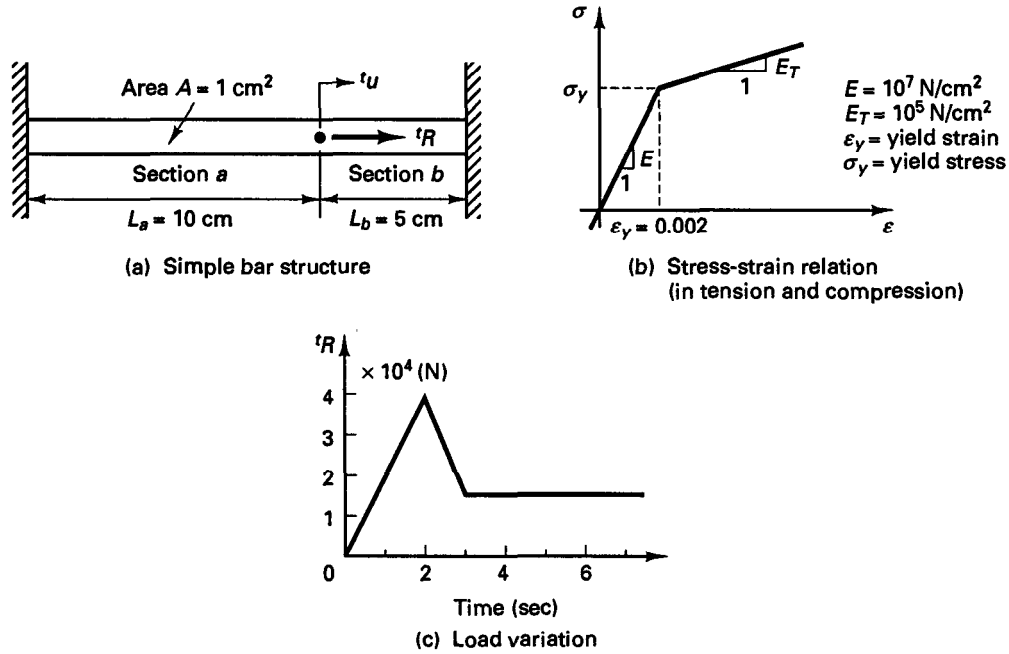 Area A = 1 cm²
ᵗu
ᵗR
Section a
Section b
Lₐ = 10 cm
L_b = 5 cm
(a) Simple bar structure
σ
σ_y
E
1
E_T
1
ε_y = 0.002
ε
E = 10⁷ N/cm²
E_T = 10⁵ N/cm²
ε_y = yield strain
σ_y = yield stress
(b) Stress-strain relation
(in tension and compression)
ᵗR
× 10⁴ (N)
4
3
2
1
0
2
4
6
Time (sec)
(c) Load variation